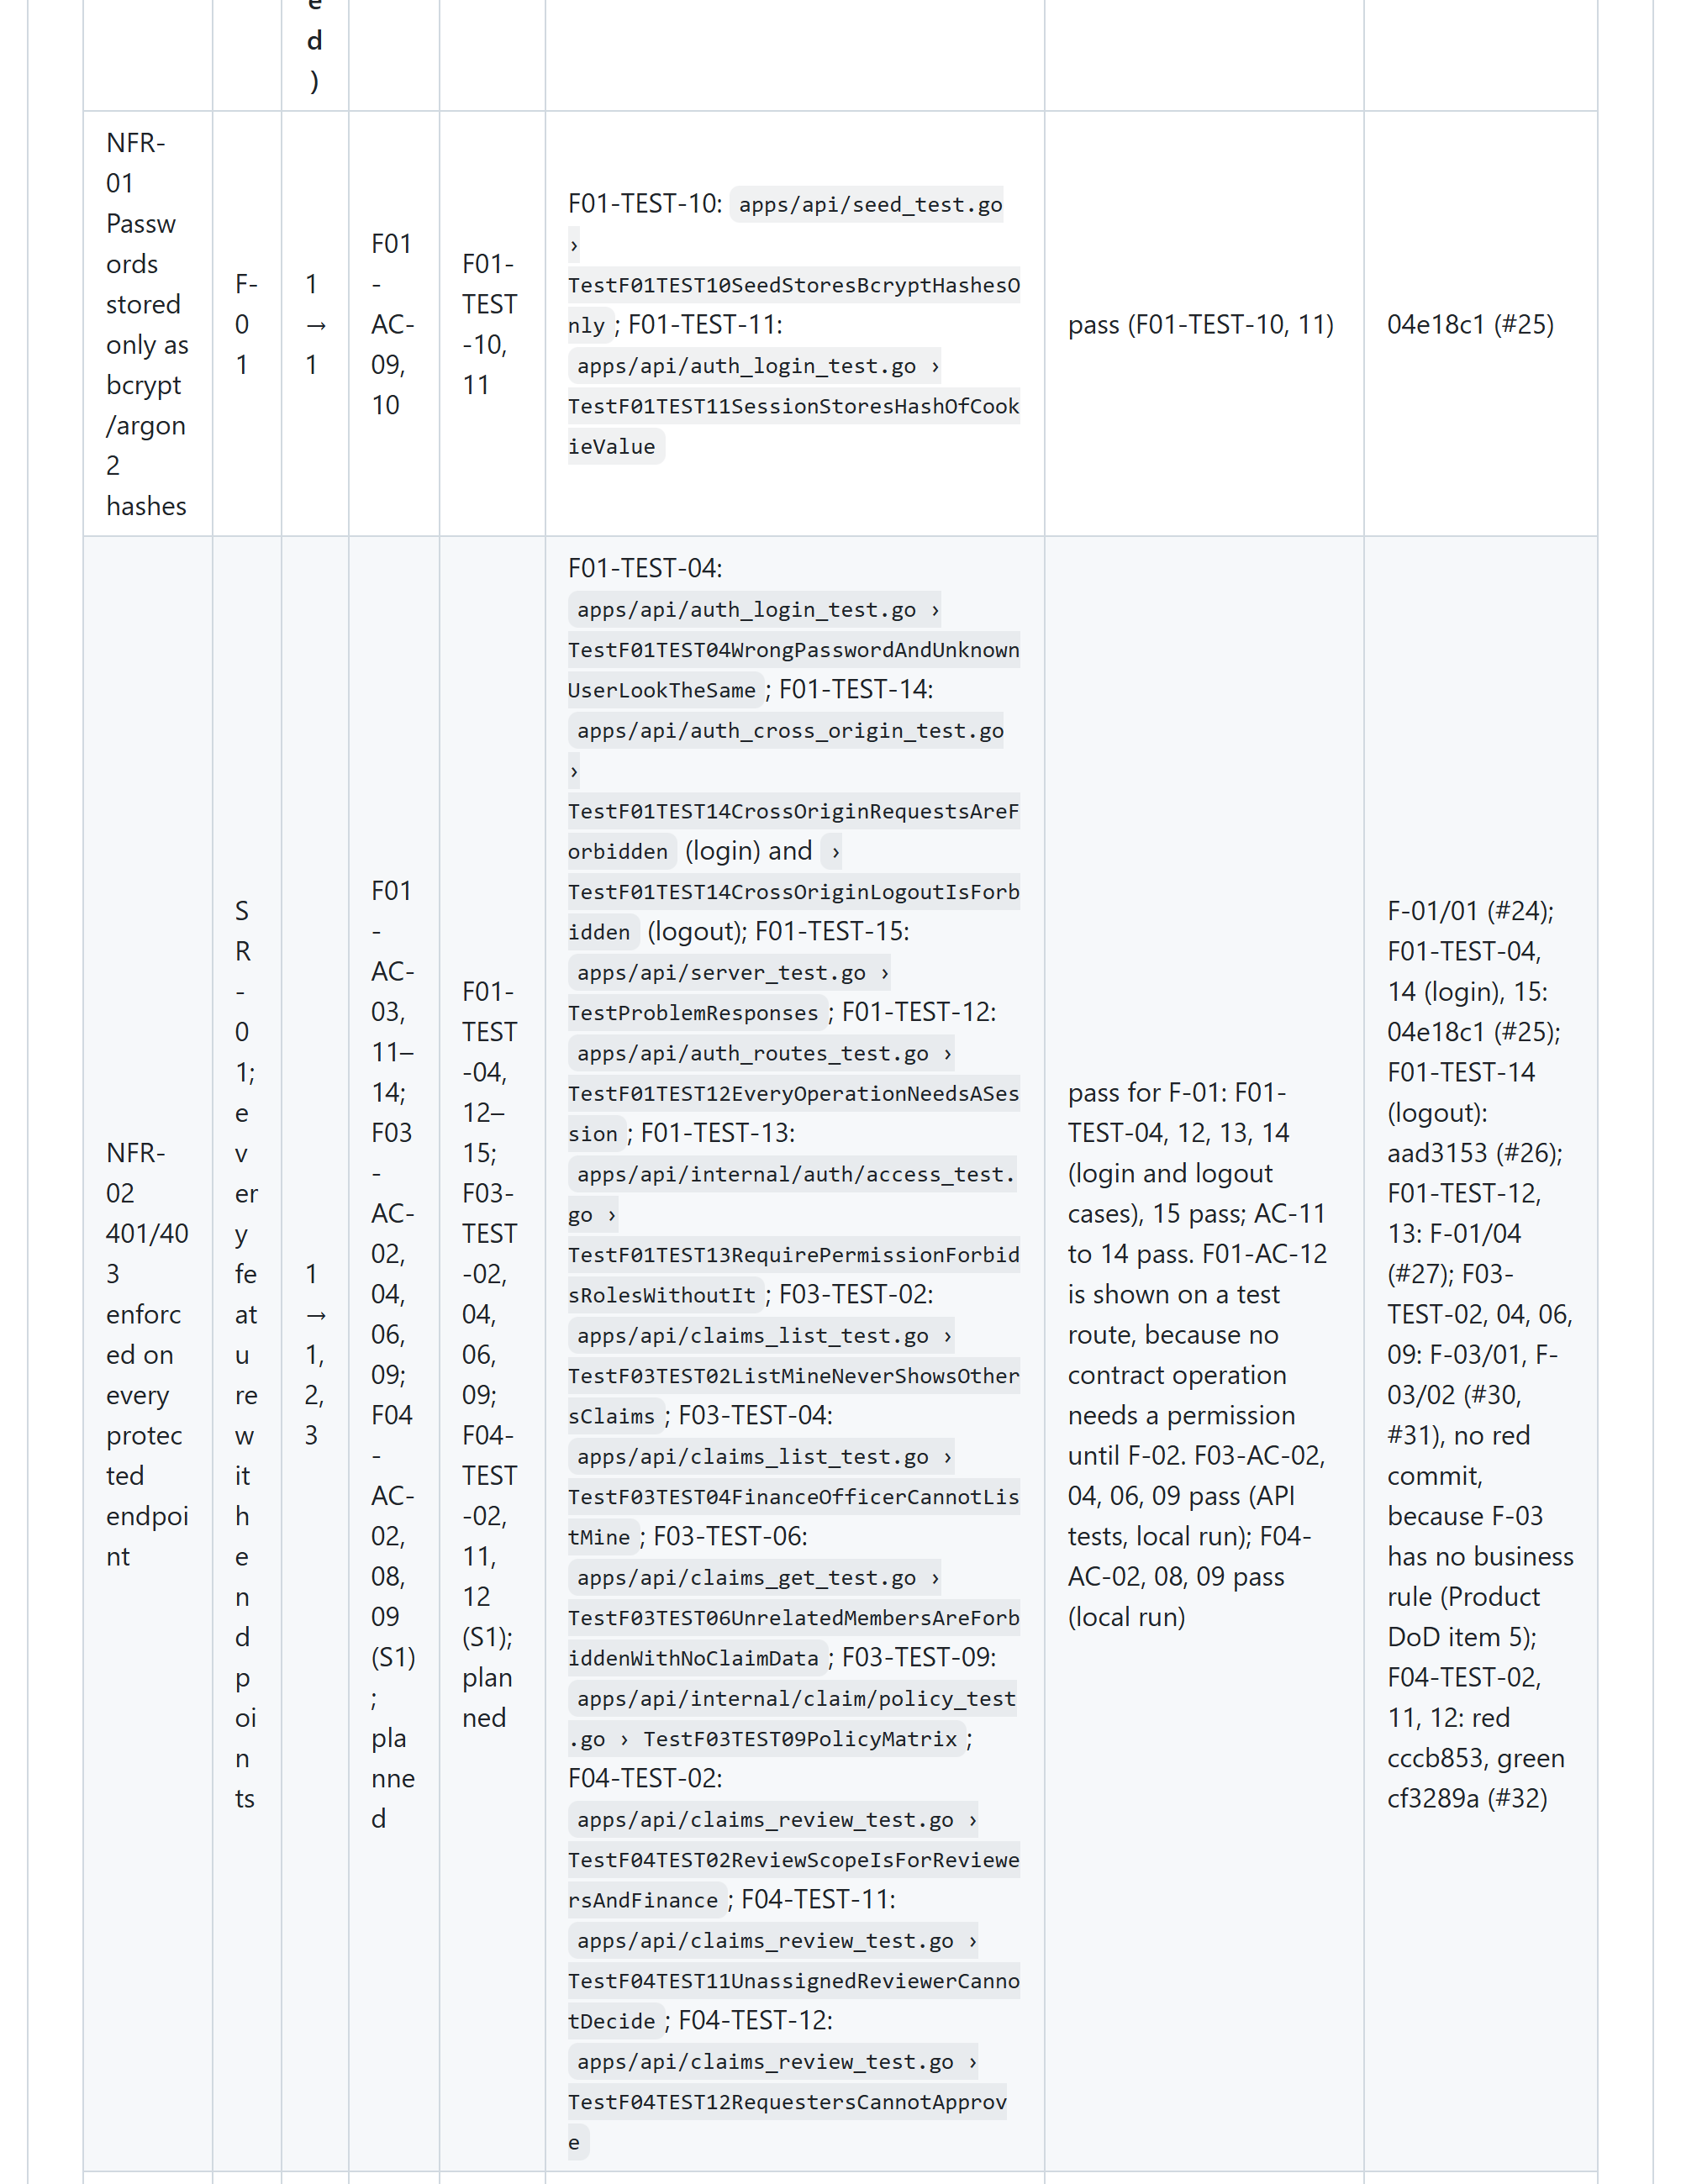 e
d
)
NFR-
01
Passw
ords
stored
only as
bcrypt
/argon
2
hashes
F-
0
1
1
→
1
F01
-
AC-
09,
10
F01-
TEST
-10,
11
F01-TEST-10: apps/api/seed_test.go
›
TestF01TEST10SeedStoresBcryptHashesO
nly ; F01-TEST-11:
apps/api/auth_login_test.go ›
TestF01TEST11SessionStoresHashOfCook
ieValue
pass (F01-TEST-10, 11)
04e18c1 (#25)
NFR-
02
401/40
3
enforc
ed on
every
protec
ted
endpoi
nt
S
R
-
0
1;
e
v
er
y
fe
at
u
re
w
it
h
e
n
d
p
oi
n
ts
1
→
1,
2,
3
F01
-
AC-
03,
11–
14;
F03
-
AC-
02,
04,
06,
09;
F04
-
AC-
02,
08,
09
(S1)
;
pla
nne
d
F01-
TEST
-04,
12–
15;
F03-
TEST
-02,
04,
06,
09;
F04-
TEST
-02,
11,
12
(S1);
plan
ned
F01-TEST-04:
apps/api/auth_login_test.go ›
TestF01TEST04WrongPasswordAndUnknown
UserLookTheSame ; F01-TEST-14:
apps/api/auth_cross_origin_test.go
›
TestF01TEST14CrossOriginRequestsAreF
orbidden (login) and ›
TestF01TEST14CrossOriginLogoutIsForb
idden (logout); F01-TEST-15:
apps/api/server_test.go ›
TestProblemResponses ; F01-TEST-12:
apps/api/auth_routes_test.go ›
TestF01TEST12EveryOperationNeedsASes
sion ; F01-TEST-13:
apps/api/internal/auth/access_test.
go ›
TestF01TEST13RequirePermissionForbid
sRolesWithoutIt ; F03-TEST-02:
apps/api/claims_list_test.go ›
TestF03TEST02ListMineNeverShowsOther
sClaims ; F03-TEST-04:
apps/api/claims_list_test.go ›
TestF03TEST04FinanceOfficerCannotLis
tMine ; F03-TEST-06:
apps/api/claims_get_test.go ›
TestF03TEST06UnrelatedMembersAreForb
iddenWithNoClaimData ; F03-TEST-09:
apps/api/internal/claim/policy_test
.go › TestF03TEST09PolicyMatrix ;
F04-TEST-02:
apps/api/claims_review_test.go ›
TestF04TEST02ReviewScopeIsForReviewe
rsAndFinance ; F04-TEST-11:
apps/api/claims_review_test.go ›
TestF04TEST11UnassignedReviewerCanno
tDecide ; F04-TEST-12:
apps/api/claims_review_test.go ›
TestF04TEST12RequestersCannotApprov
e
pass for F-01: F01-
TEST-04, 12, 13, 14
(login and logout
cases), 15 pass; AC-11
to 14 pass. F01-AC-12
is shown on a test
route, because no
contract operation
needs a permission
until F-02. F03-AC-02,
04, 06, 09 pass (API
tests, local run); F04-
AC-02, 08, 09 pass
(local run)
F-01/01 (#24);
F01-TEST-04,
14 (login), 15:
04e18c1 (#25);
F01-TEST-14
(logout):
aad3153 (#26);
F01-TEST-12,
13: F-01/04
(#27); F03-
TEST-02, 04, 06,
09: F-03/01, F-
03/02 (#30,
#31), no red
commit,
because F-03
has no business
rule (Product
DoD item 5);
F04-TEST-02,
11, 12: red
cccb853, green
cf3289a (#32)